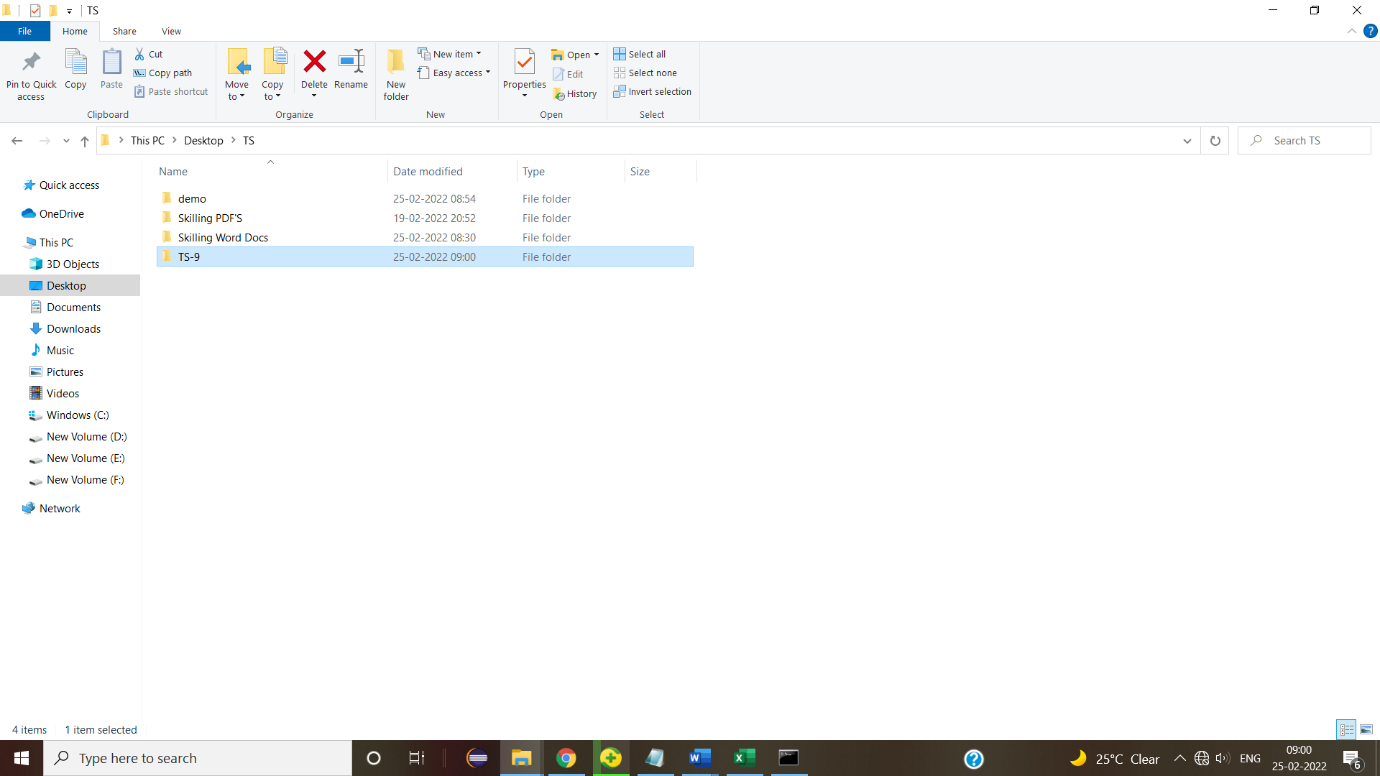 TS
File Home Share View
Pin to Quick access
Copy
Paste
Cut
Copy path
Paste shortcut
Clipboard
Move to
Copy to
Delete
Rename
Organize
New folder
New item
Easy access
New
Properties
Open
Edit
History
Open
Select all
Select none
Invert selection
Select
This PC > Desktop > TS
Search TS
Name Date modified Type Size
demo 25-02-2022 08:54 File folder
Skilling PDF'S 19-02-2022 20:52 File folder
Skilling Word Docs 25-02-2022 08:30 File folder
TS-9 25-02-2022 09:00 File folder
Quick access
OneDrive
This PC
3D Objects
Desktop
Documents
Downloads
Music
Pictures
Videos
Windows (C:)
New Volume (D:)
New Volume (E:)
New Volume (F:)
Network
4 items 1 item selected
Type here to search
25°C Clear
ENG
09:00
25-02-2022
6